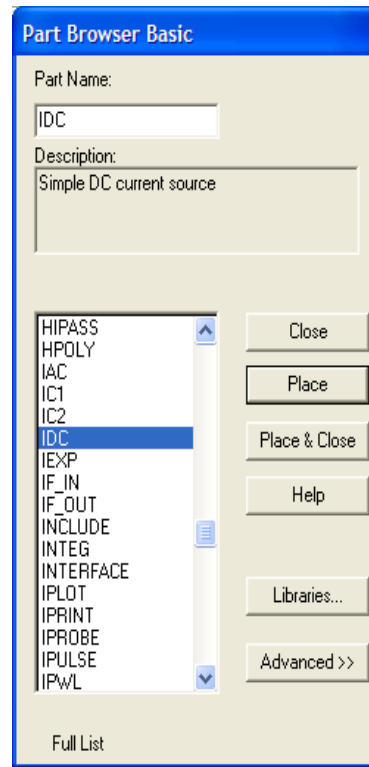 Part Browser Basic
Part Name:
IDC
Description:
Simple DC current source
HIPASS
HPOLY
IAC
IC1
IC2
IDC
IEXP
IF_IN
IF_OUT
INCLUDE
INTEG
INTERFACE
IPLOT
IPRINT
IPROBE
IPULSE
IPWL
Close
Place
Place & Close
Help
Libraries...
Advanced >>
Full List